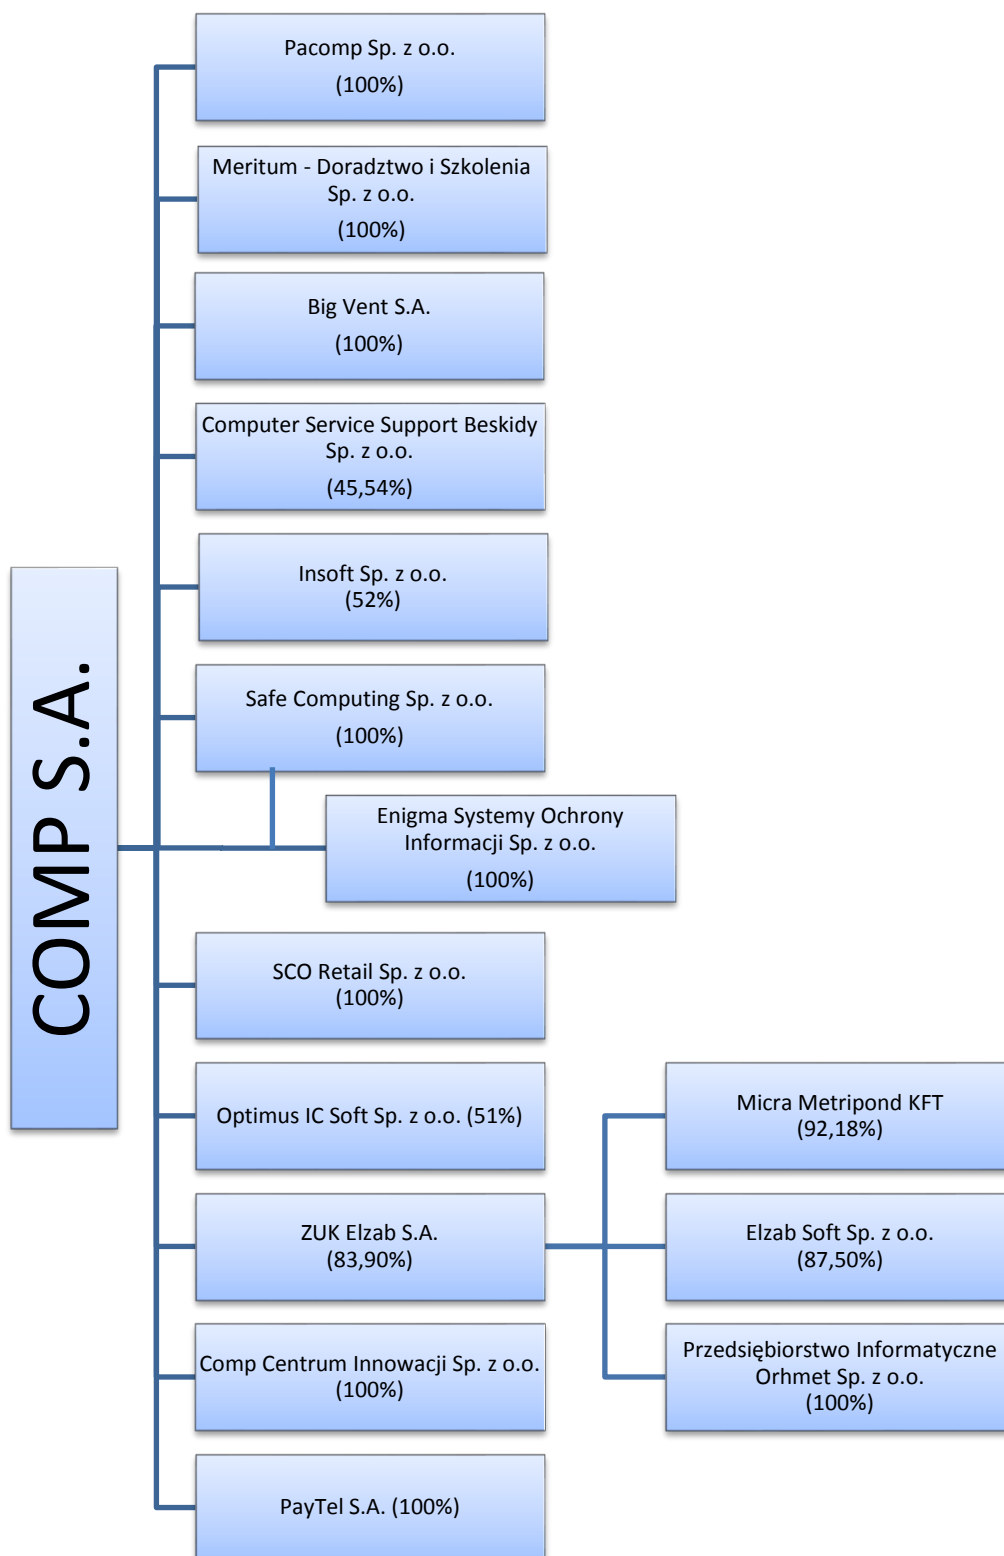 COMP S.A.
Pacomp Sp. z o.o.
(100%)
Meritum - Doradztwo i Szkolenia
Sp. z o.o.
(100%)
Big Vent S.A.
(100%)
Computer Service Support Beskidy
Sp. z o.o.
(45,54%)
Insoft Sp. z o.o.
(52%)
Safe Computing Sp. z o.o.
(100%)
Enigma Systemy Ochrony
Informacji Sp. z o.o.
(100%)
SCO Retail Sp. z o.o.
(100%)
Optimus IC Soft Sp. z o.o. (51%)
ZUK Elzab S.A.
(83,90%)
Micra Metripond KFT
(92,18%)
Elzab Soft Sp. z o.o.
(87,50%)
Przedsiębiorstwo Informatyczne
Orhmet Sp. z o.o.
(100%)
Comp Centrum Innowacji Sp. z o.o.
(100%)
PayTel S.A. (100%)